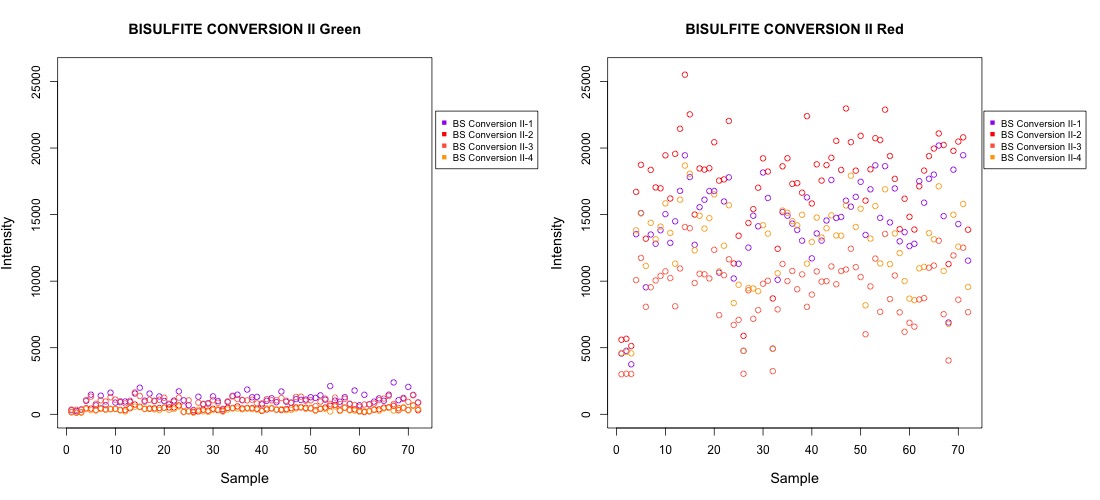 BISULFITE CONVERSION II Green
Intensity
25000
20000
15000
10000
5000
0
0 10 20 30 40 50 60 70
Sample
BS Conversion II-1
BS Conversion II-2
BS Conversion II-3
BS Conversion II-4
BISULFITE CONVERSION II Red
Intensity
25000
20000
15000
10000
5000
0
0 10 20 30 40 50 60 70
Sample
BS Conversion II-1
BS Conversion II-2
BS Conversion II-3
BS Conversion II-4